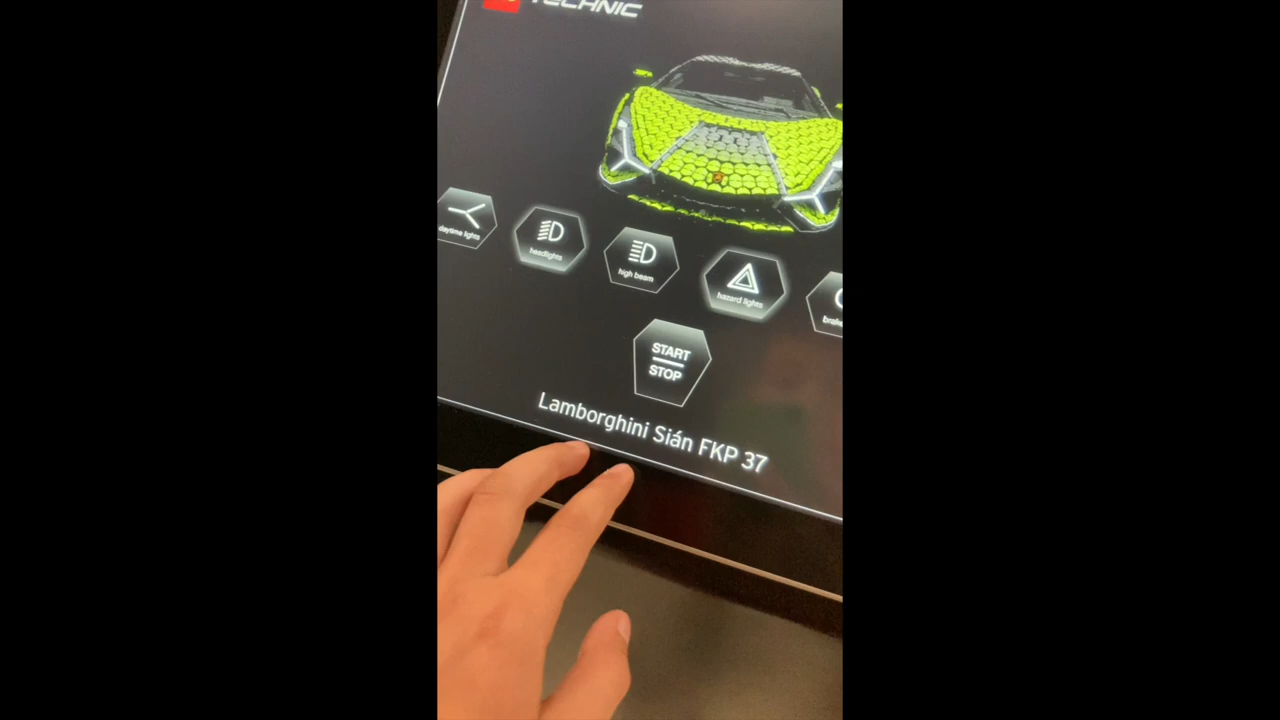 TECHNIC
daytime lights
headlights
high beam
hazard lights
START
STOP
Lamborghini Sián FKP 37